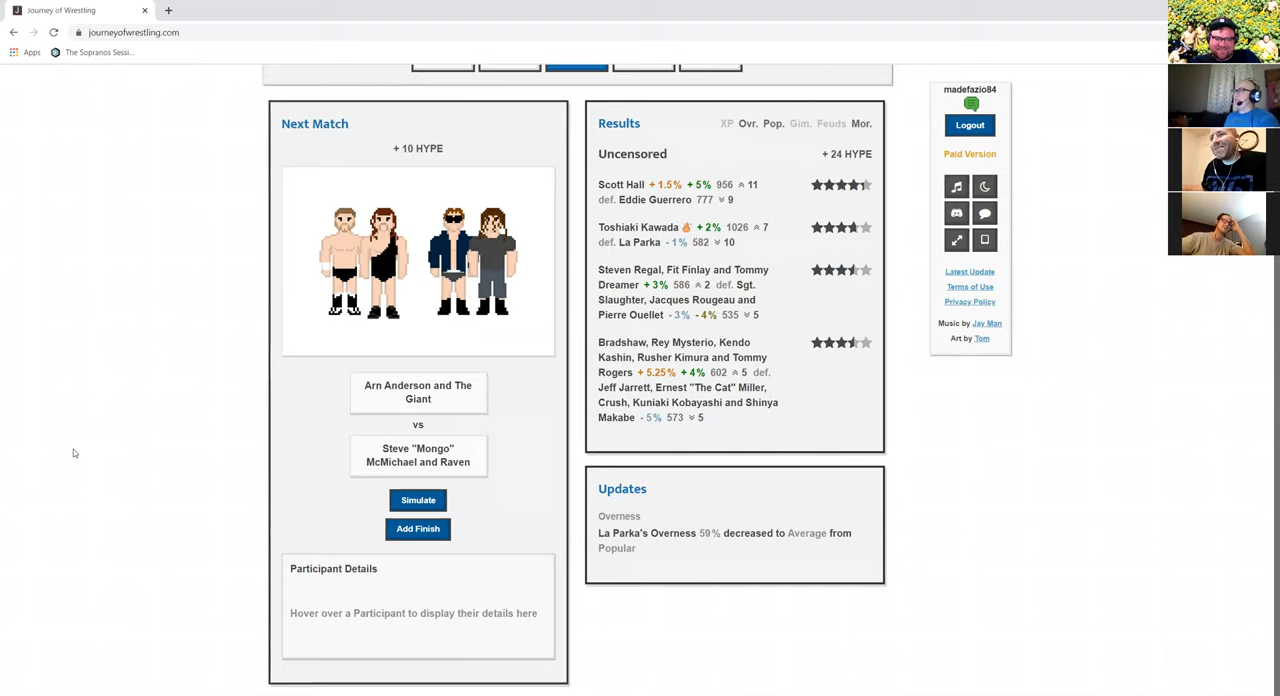 Journey of Wrestling
journeyofwrestling.com
Apps
The Sopranos Sessi...
Next Match
+ 10 HYPE
Arn Anderson and The
Giant
vs
Steve "Mongo"
McMichael and Raven
Simulate
Add Finish
Participant Details
Hover over a Participant to display their details here
Results XP Ovr. Pop. Gim. Feuds Mor.
Uncensored + 24 HYPE
Scott Hall + 1.5% + 5% 956 11
def. Eddie Guerrero 777 9
Toshiaki Kawada + 2% 1026 7
def. La Parka - 1% 582 10
Steven Regal, Fit Finlay and Tommy
Dreamer + 3% 586 2 def. Sgt.
Slaughter, Jacques Rougeau and
Pierre Ouellet - 3% - 4% 535 5
Bradshaw, Rey Mysterio, Kendo
Kashin, Rusher Kimura and Tommy
Rogers + 5.25% + 4% 602 5 def.
Jeff Jarrett, Ernest "The Cat" Miller,
Crush, Kuniaki Kobayashi and Shinya
Makabe - 5% 573 5
Updates
Overness
La Parka's Overness 59% decreased to Average from
Popular
madefazio84
Logout
Paid Version
Latest Update
Terms of Use
Privacy Policy
Music by Jay Man
Art by Tom